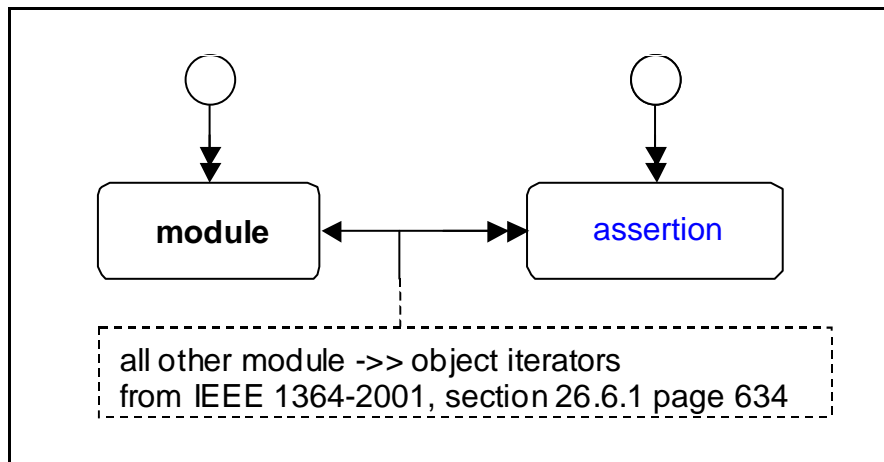 module
assertion
all other module ->> object iterators
from IEEE 1364-2001, section 26.6.1 page 634